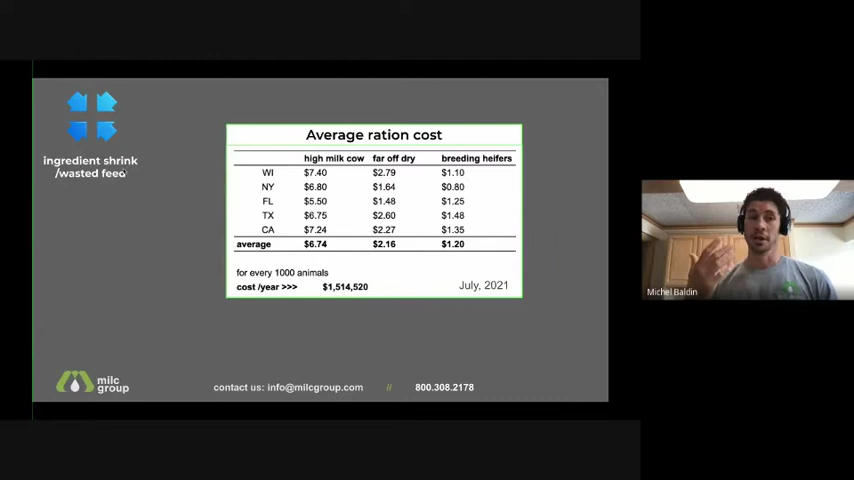 ingredient shrink
/wasted feed
Average ration cost
high milk cow far off dry breeding heifers
WI $7.40 $2.79 $1.10
NY $6.80 $1.64 $0.80
FL $5.50 $1.48 $1.25
TX $6.75 $2.60 $1.48
CA $7.24 $2.27 $1.35
average $6.74 $2.16 $1.20
for every 1000 animals
cost /year >>> $1,514,520 July, 2021
Michel Baldin
milc
group
contact us: info@milcgroup.com // 800.308.2178